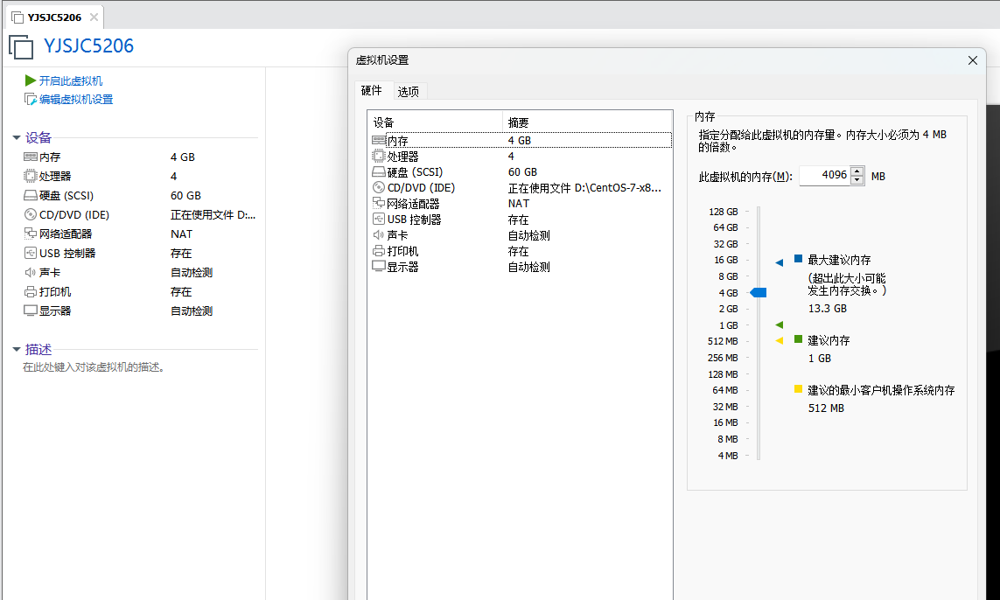 YJSJC5206
YJSJC5206
开启此虚拟机
编辑虚拟机设置
设备
内存 4 GB
处理器 4
硬盘 (SCSI) 60 GB
CD/DVD (IDE) 正在使用文件 D:...
网络适配器 NAT
USB 控制器 存在
声卡 自动检测
打印机 存在
显示器 自动检测
描述
在此处键入对该虚拟机的描述。
虚拟机设置
硬件 选项
设备 摘要
内存 4 GB
处理器 4
硬盘 (SCSI) 60 GB
CD/DVD (IDE) 正在使用文件 D:\CentOS-7-x8...
网络适配器 NAT
USB 控制器 存在
声卡 自动检测
打印机 存在
显示器 自动检测
内存
指定分配给此虚拟机的内存量。内存大小必须为 4 MB
的倍数。
此虚拟机的内存(M): 4096 MB
128 GB
64 GB
32 GB
16 GB
8 GB
4 GB
2 GB
1 GB
512 MB
256 MB
128 MB
64 MB
32 MB
16 MB
8 MB
4 MB
最大建议内存
(超出此大小可能
发生内存交换。)
13.3 GB
建议内存
1 GB
建议的最小客户机操作系统内存
512 MB